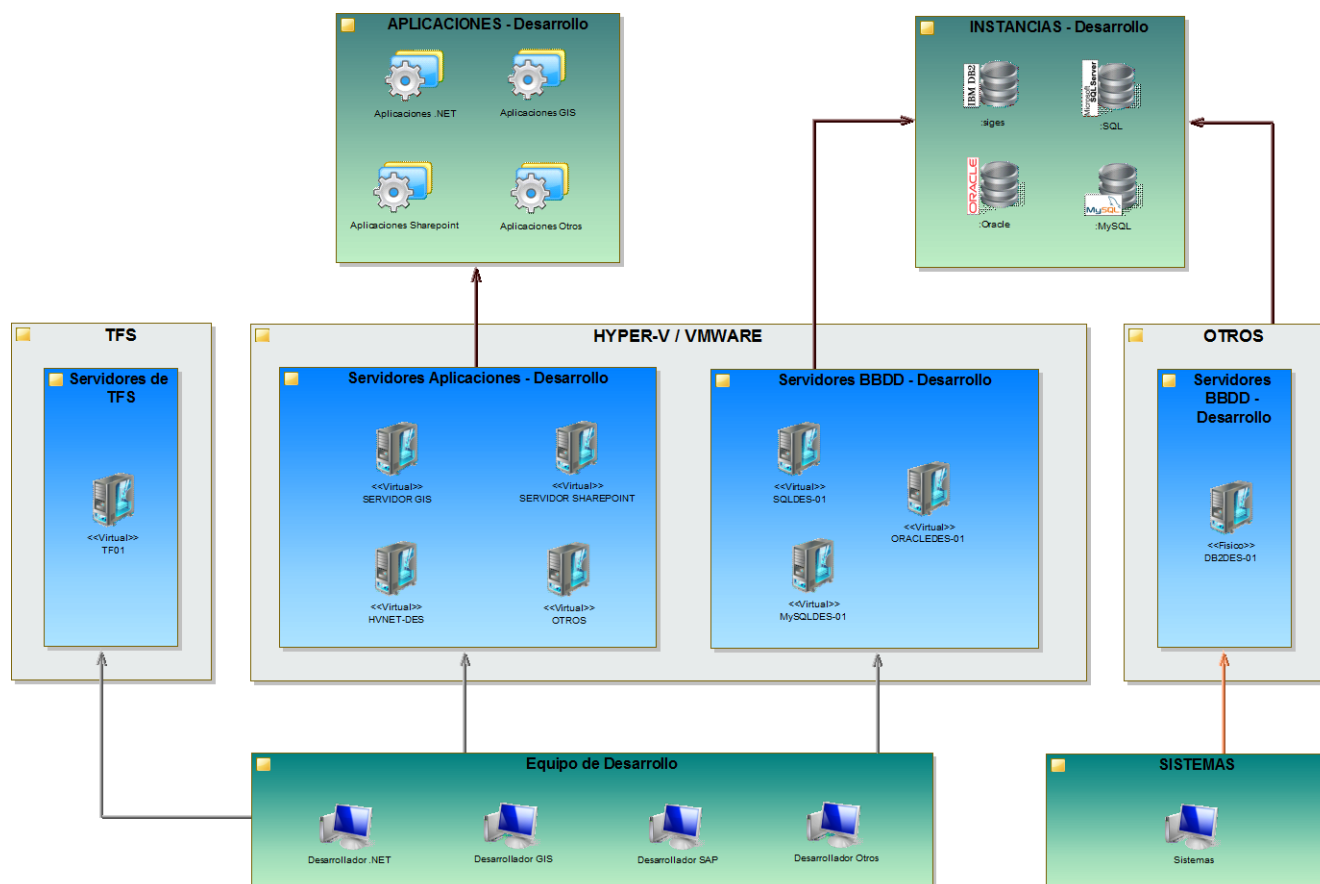 APLICACIONES - Desarrollo
Aplicaciones .NET
Aplicaciones GIS
Aplicaciones Sharepoint
Aplicaciones Otros
INSTANCIAS - Desarrollo
IBM DB2
:siges
Microsoft
SQL Server
:SQL
ORACLE
:Oracle
MySQL
:MySQL
TFS
Servidores de
TFS
<<Virtual>>
TF01
HYPER-V / VMWARE
Servidores Aplicaciones - Desarrollo
<<Virtual>>
SERVIDOR GIS
<<Virtual>>
SERVIDOR SHAREPOINT
<<Virtual>>
HVNET-DES
<<Virtual>>
OTROS
Servidores BBDD - Desarrollo
<<Virtual>>
SQLDES-01
<<Virtual>>
ORACLEDES-01
<<Virtual>>
MySQLDES-01
OTROS
Servidores
BBDD -
Desarrollo
<<Fisico>>
DB2DES-01
Equipo de Desarrollo
Desarrollador .NET
Desarrollador GIS
Desarrollador SAP
Desarrollador Otros
SISTEMAS
Sistemas